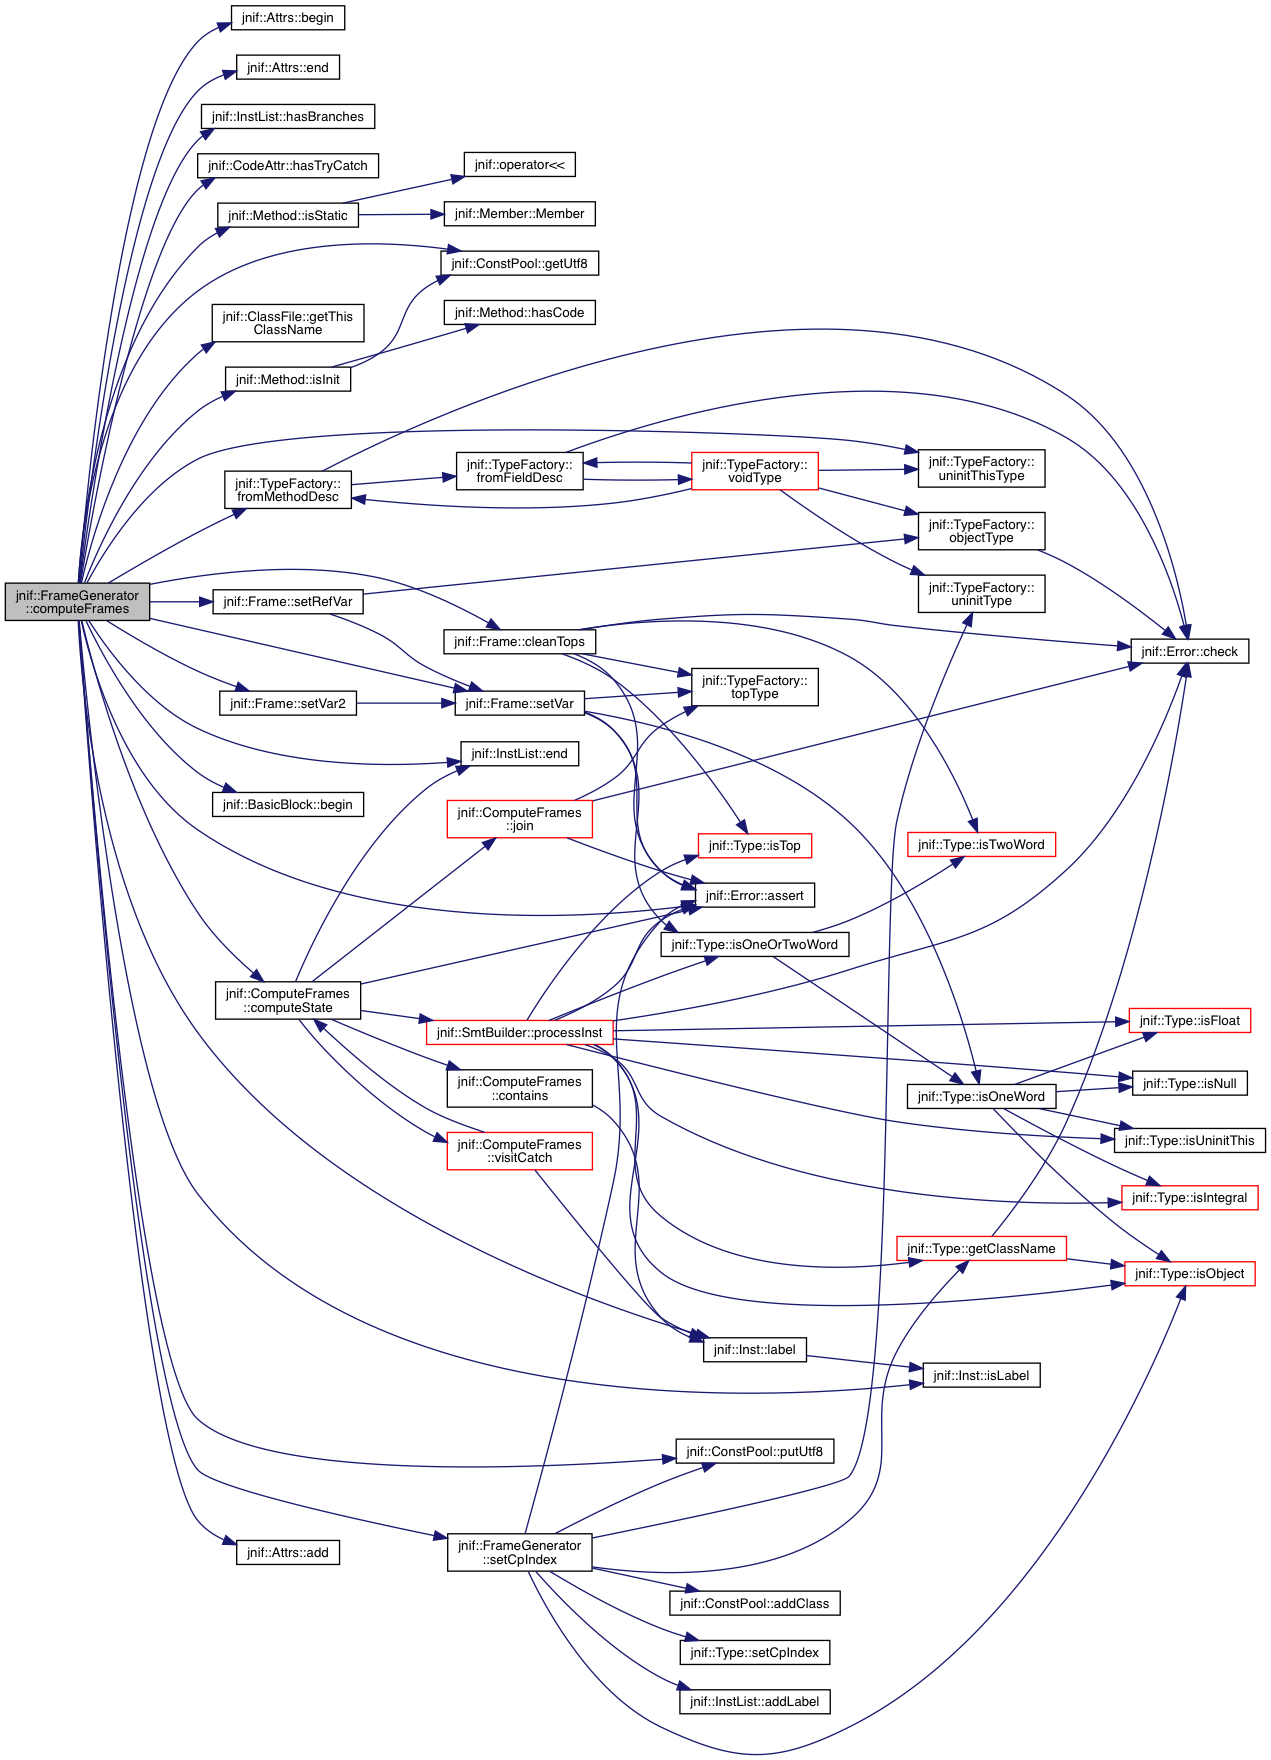 jnif::Attrs::begin
jnif::Attrs::end
jnif::InstList::hasBranches
jnif::CodeAttr::hasTryCatch
jnif::operator<<
jnif::Method::isStatic
jnif::Member::Member
jnif::ConstPool::getUtf8
jnif::ClassFile::getThis
ClassName
jnif::Method::hasCode
jnif::Method::isInit
jnif::TypeFactory::
fromMethodDesc
jnif::TypeFactory::
fromFieldDesc
jnif::TypeFactory::
voidType
jnif::TypeFactory::
uninitThisType
jnif::TypeFactory::
objectType
jnif::TypeFactory::
uninitType
jnif::FrameGenerator
::computeFrames
jnif::Frame::setRefVar
jnif::Frame::cleanTops
jnif::Error::check
jnif::TypeFactory::
topType
jnif::Frame::setVar2
jnif::Frame::setVar
jnif::InstList::end
jnif::BasicBlock::begin
jnif::ComputeFrames
::join
jnif::Type::isTop
jnif::Type::isTwoWord
jnif::Error::assert
jnif::Type::isOneOrTwoWord
jnif::ComputeFrames
::computeState
jnif::SmtBuilder::processInst
jnif::Type::isFloat
jnif::ComputeFrames
::contains
jnif::Type::isOneWord
jnif::Type::isNull
jnif::ComputeFrames
::visitCatch
jnif::Type::isUninitThis
jnif::Type::isIntegral
jnif::Type::getClassName
jnif::Type::isObject
jnif::Inst::label
jnif::Inst::isLabel
jnif::ConstPool::putUtf8
jnif::Attrs::add
jnif::FrameGenerator
::setCpIndex
jnif::ConstPool::addClass
jnif::Type::setCpIndex
jnif::InstList::addLabel